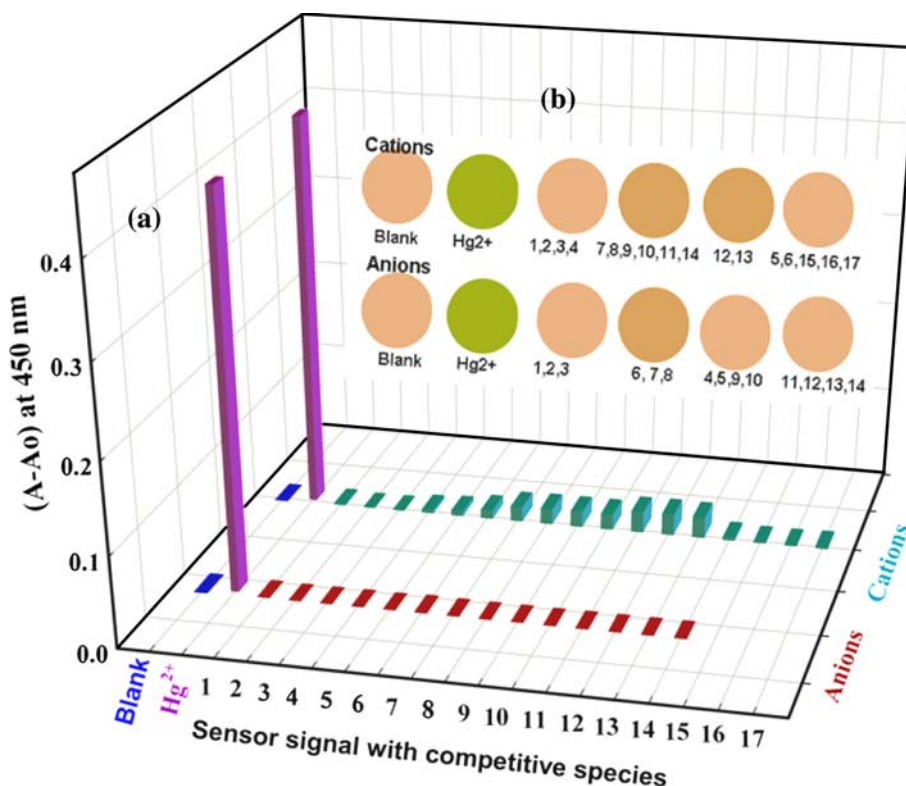 (b)
(a)
Cations
Blank
Hg2+
1,2,3,4
7,8,9,10,11,14
12,13
5,6,15,16,17
Anions
Blank
Hg2+
1,2,3
6, 7,8
4,5,9,10
11,12,13,14
(A-Ao) at 450 nm
0.4
0.3
0.2
0.1
0.0
Blank
Hg²⁺
1 2 3 4 5 6 7 8 9 10 11 12 13 14 15 16 17
Sensor signal with competitive species
Anions
Cations